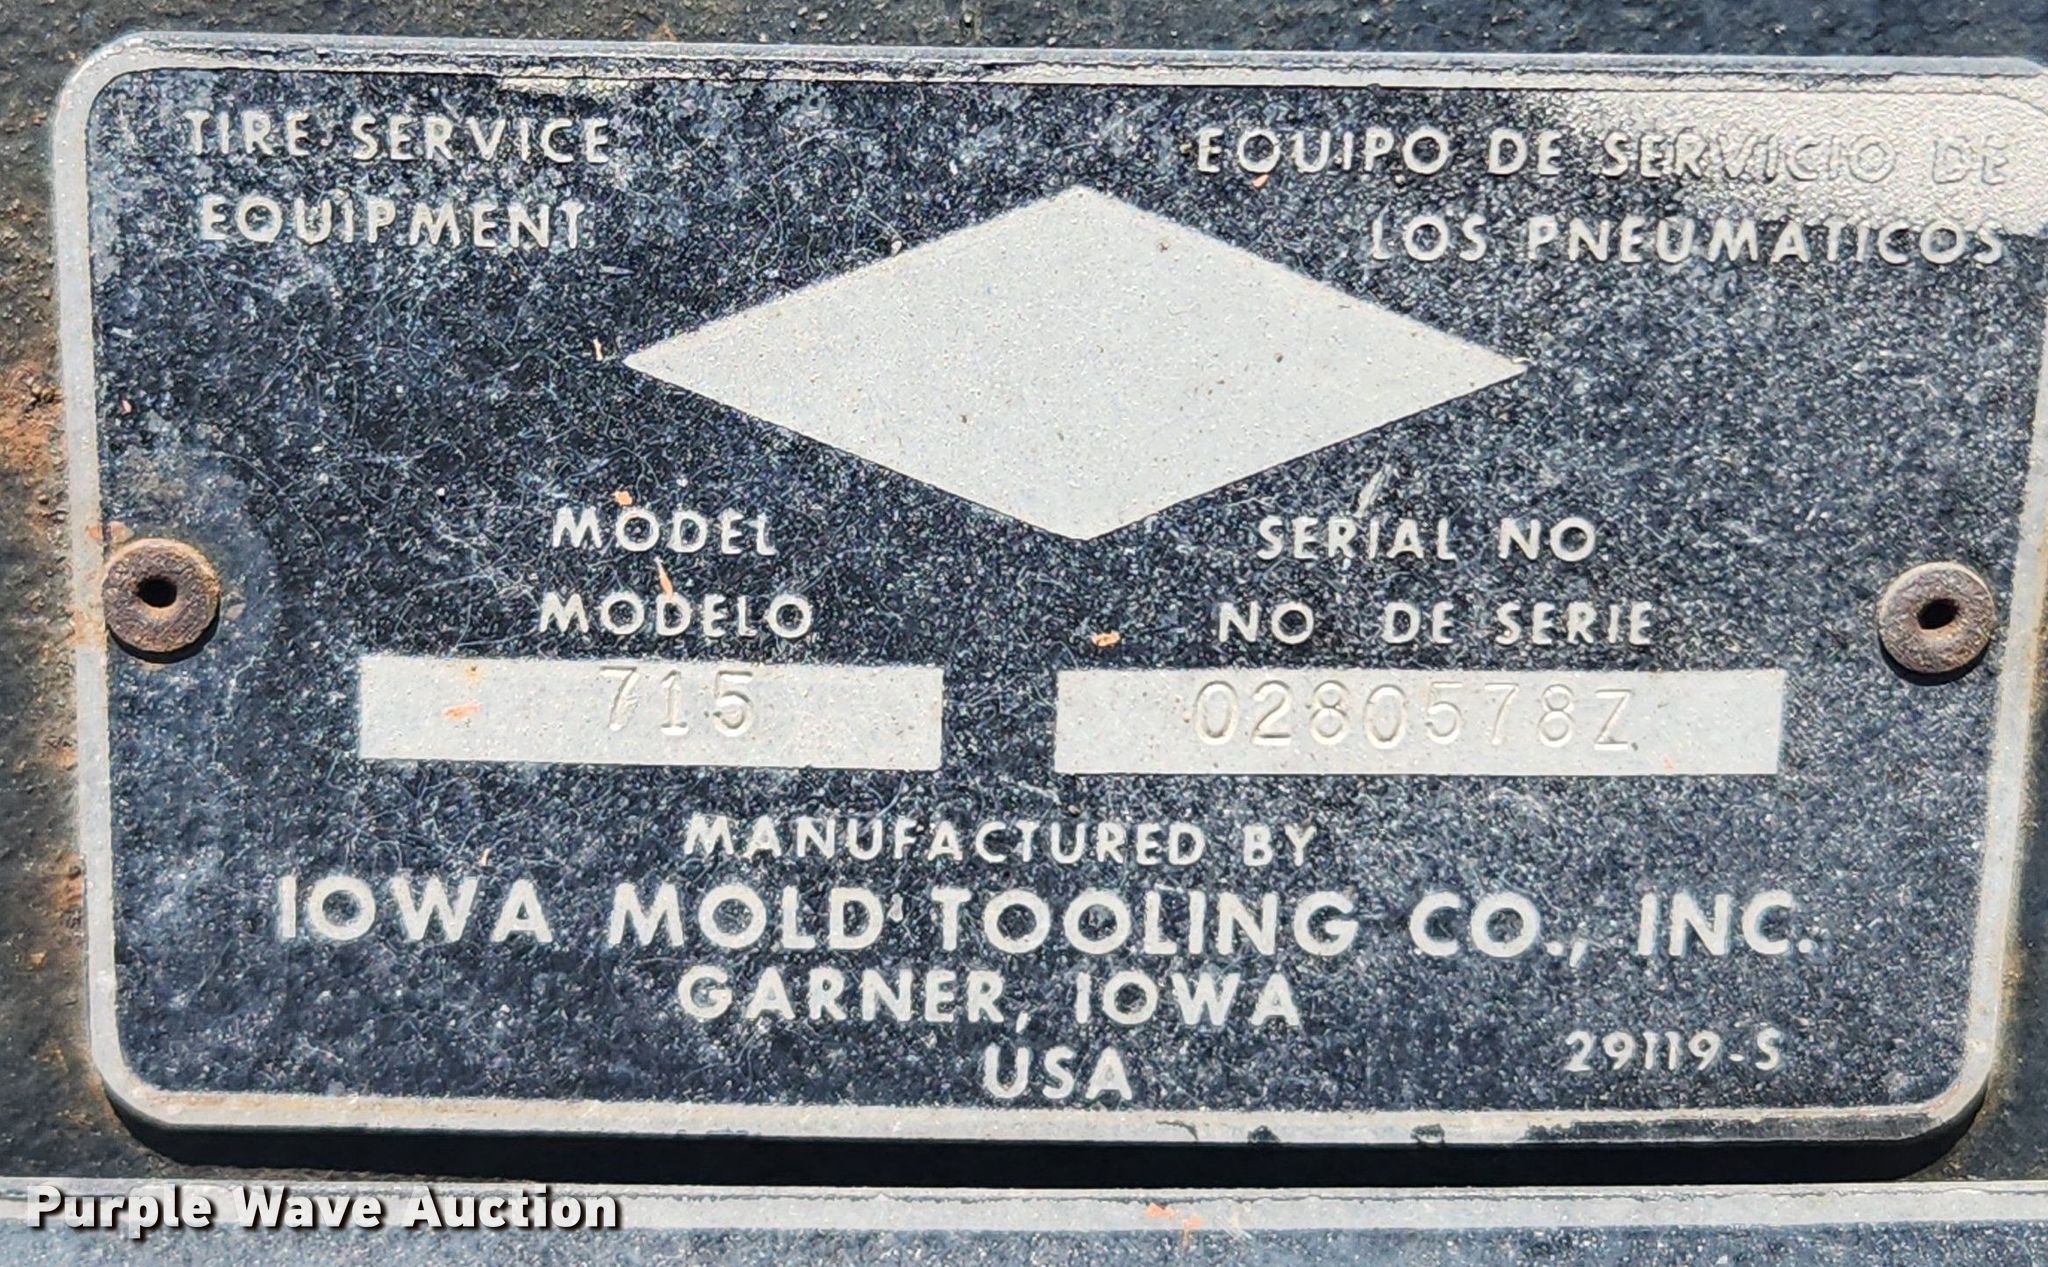 TIRE SERVICE
EQUIPMENT
EQUIPO DE SERVICIO DE
LOS PNEUMATICOS
MODEL
MODELO
715
SERIAL NO
NO DE SERIE
0280578Z
MANUFACTURED BY
IOWA MOLD TOOLING CO., INC.
GARNER, IOWA
USA
29119-S
Purple Wave Auction